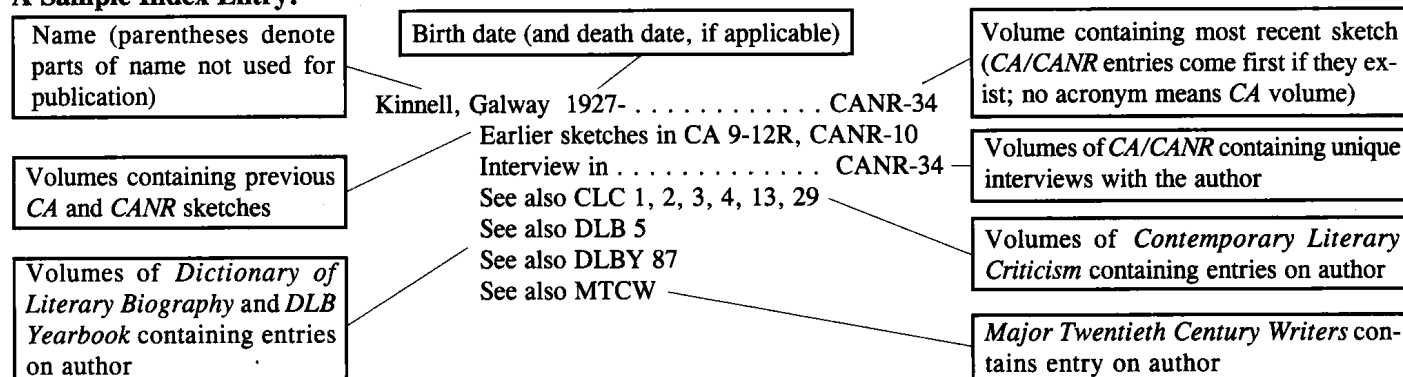 A Sample Index Entry:
Name (parentheses denote
parts of name not used for
publication)
Birth date (and death date, if applicable)
Volume containing most recent sketch
(CA/CANR entries come first if they ex-
ist; no acronym means CA volume)
Kinnell, Galway 1927- . . . . . . . . . . . . . CANR-34
Earlier sketches in CA 9-12R, CANR-10
Interview in . . . . . . . . . . . . . CANR-34
See also CLC 1, 2, 3, 4, 13, 29
See also DLB 5
See also DLBY 87
See also MTCW
Volumes containing previous
CA and CANR sketches
Volumes of CA/CANR containing unique
interviews with the author
Volumes of Dictionary of
Literary Biography and DLB
Yearbook containing entries
on author
Volumes of Contemporary Literary
Criticism containing entries on author
Major Twentieth Century Writers con-
tains entry on author